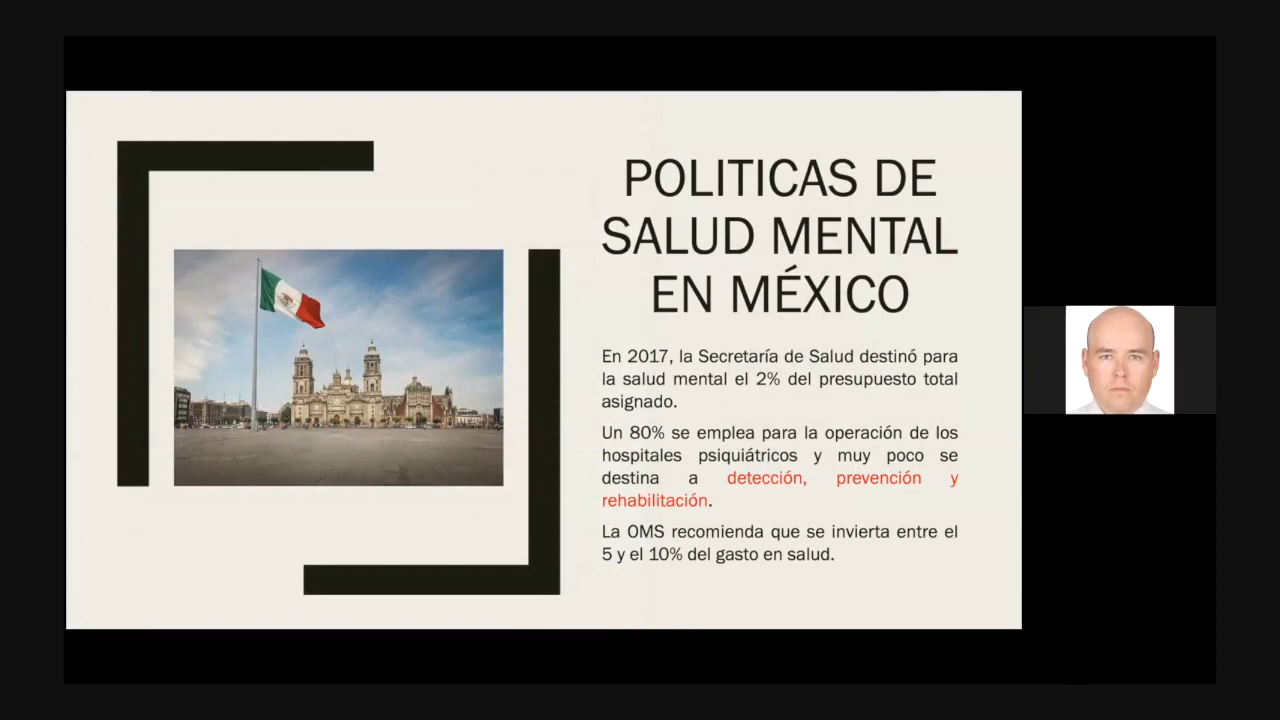 POLITICAS DE
SALUD MENTAL
EN MÉXICO
En 2017, la Secretaría de Salud destinó para
la salud mental el 2% del presupuesto total
asignado.
Un 80% se emplea para la operación de los
hospitales psiquiátricos y muy poco se
destina a detección, prevención y
rehabilitación.
La OMS recomienda que se invierta entre el
5 y el 10% del gasto en salud.